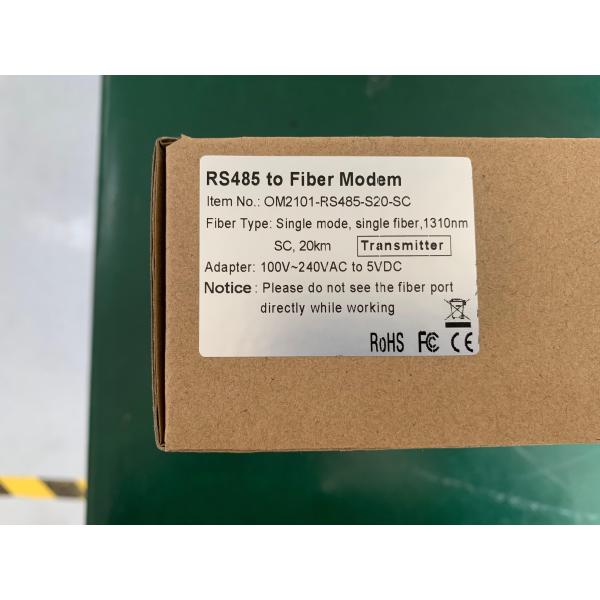 RS485 to Fiber Modem
Item No.: OM2101-RS485-S20-SC
Fiber Type: Single mode, single fiber,1310nm
SC, 20km Transmitter
Adapter: 100V~240VAC to 5VDC
Notice : Please do not see the fiber port
directly while working
RoHS FC CE